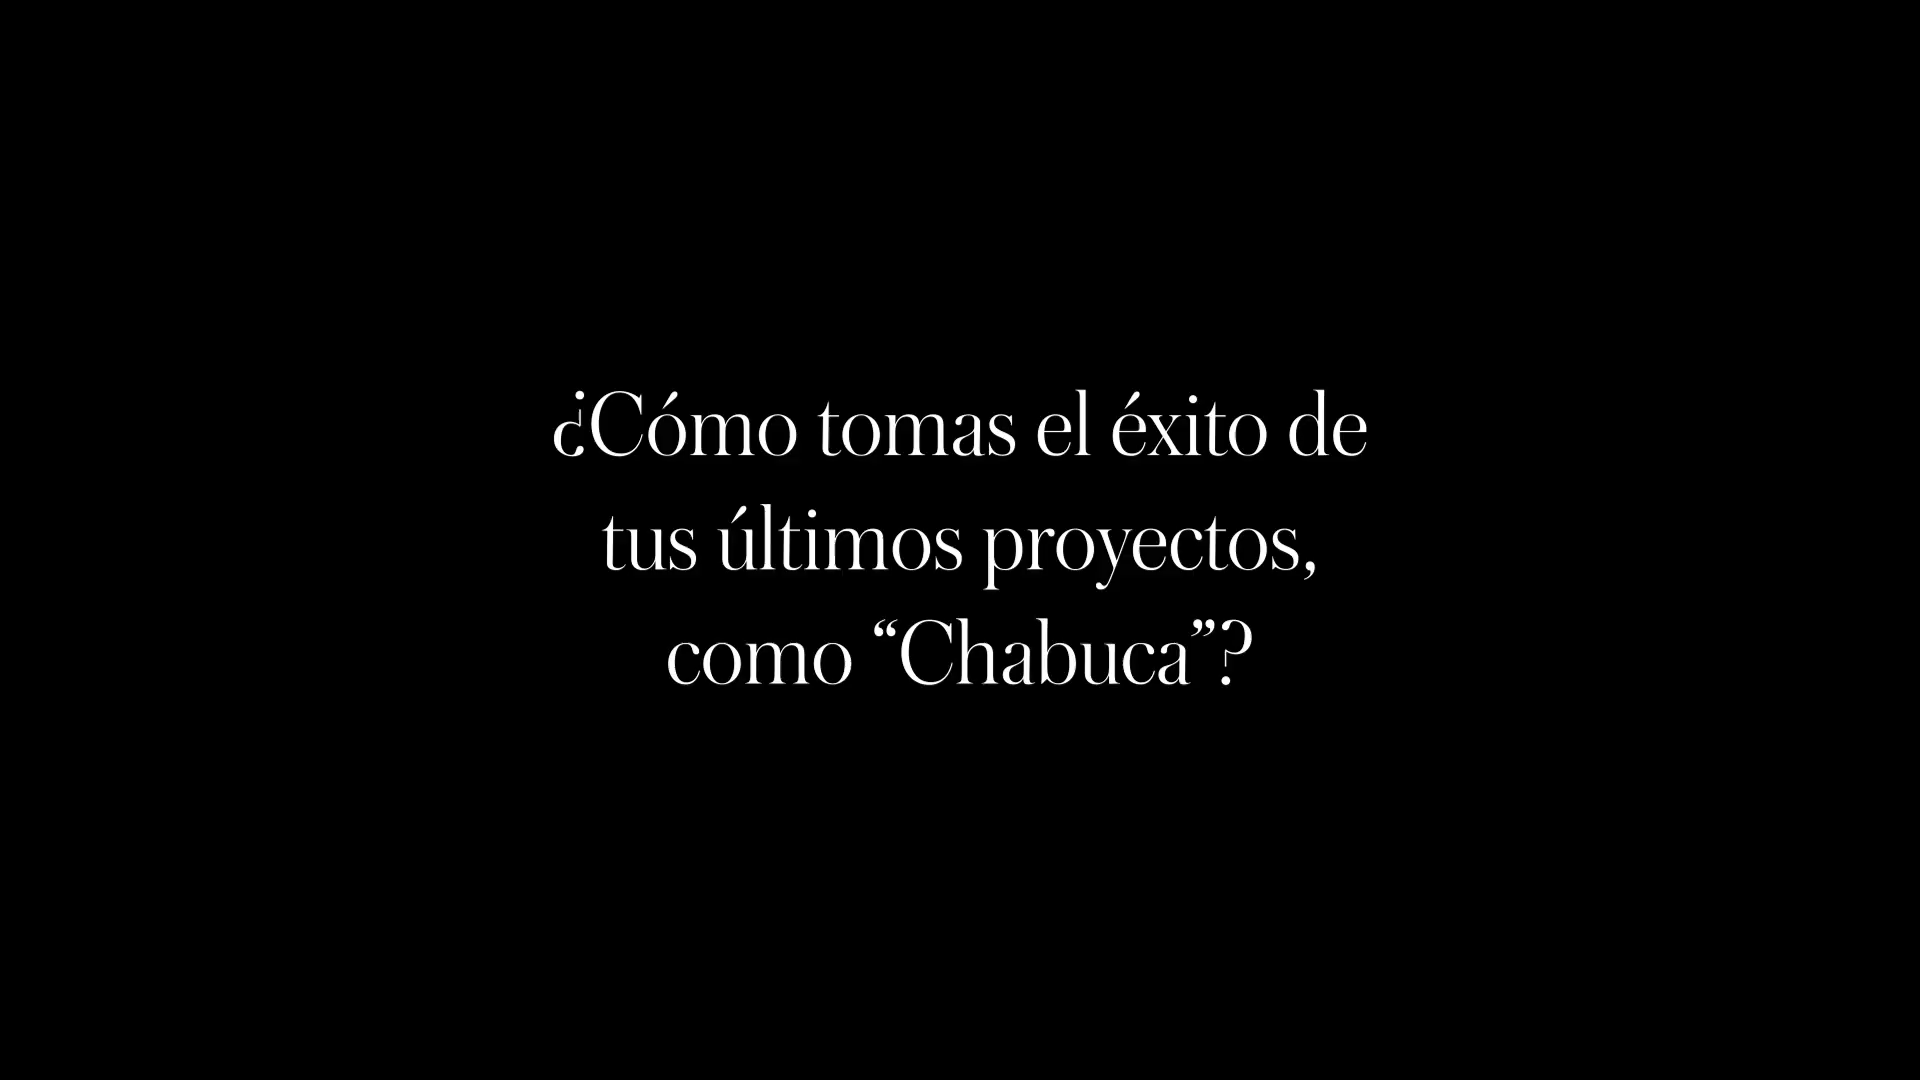 ¿Cómo tomas el éxito de
tus últimos proyectos,
como “Chabuca”?